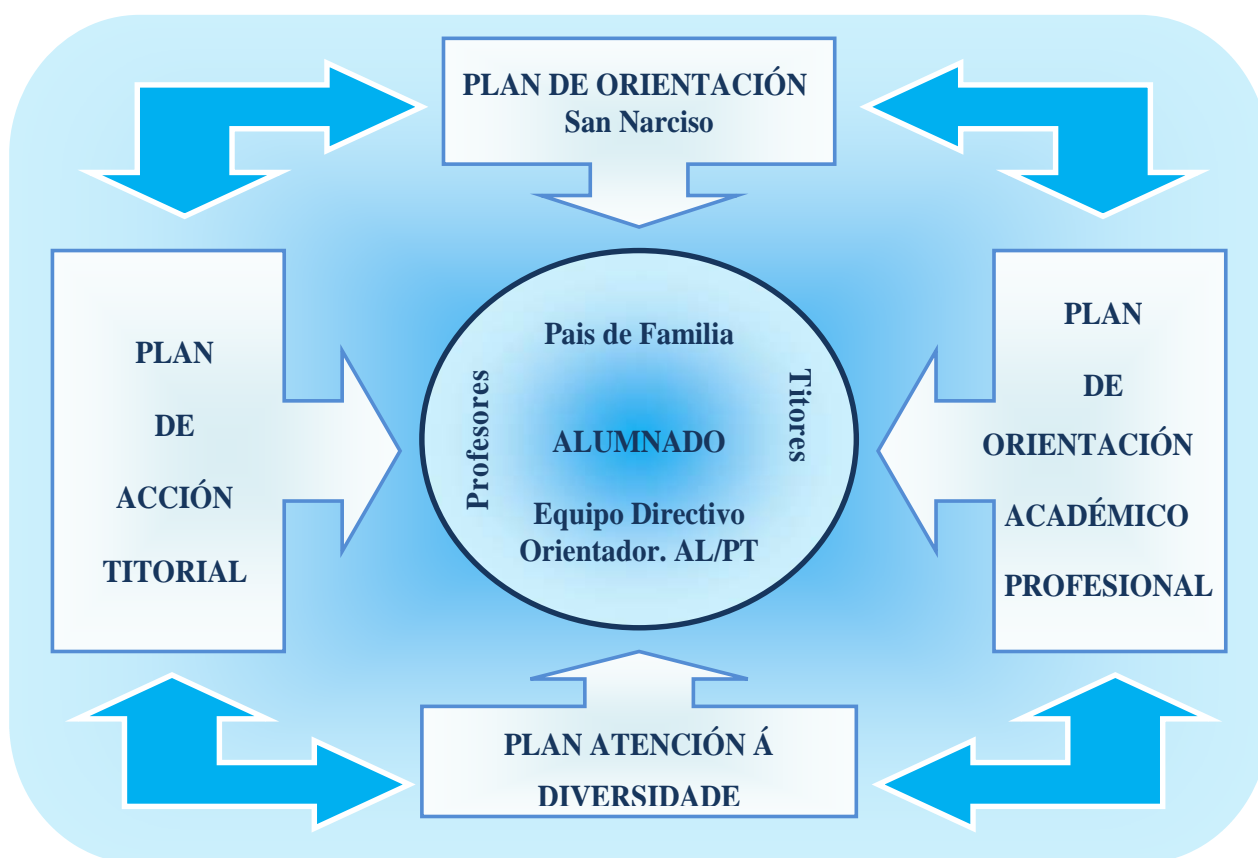 PLAN DE ORIENTACIÓN
San Narciso
PLAN
DE
ACCIÓN
TITORIAL
Pais de Familia
Profesores
Titores
ALUMNADO
Equipo Directivo
Orientador. AL/PT
PLAN
DE
ORIENTACIÓN
ACADÉMICO
PROFESIONAL
PLAN ATENCIÓN Á
DIVERSIDADE